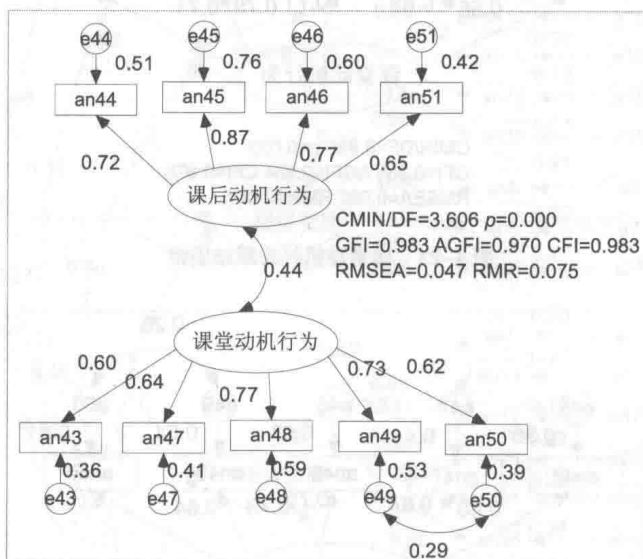 e44 e45 e46 e51
0.51 0.76 0.60 0.42
an44 an45 an46 an51
0.72 0.87 0.77 0.65
课后动机行为
CMIN/DF=3.606 p=0.000
GFI=0.983 AGFI=0.970 CFI=0.983
RMSEA=0.047 RMR=0.075
0.44
课堂动机行为
0.60 0.64 0.77 0.73 0.62
an43 an47 an48 an49 an50
0.36 0.41 0.59 0.53 0.39
e43 e47 e48 e49 e50
0.29